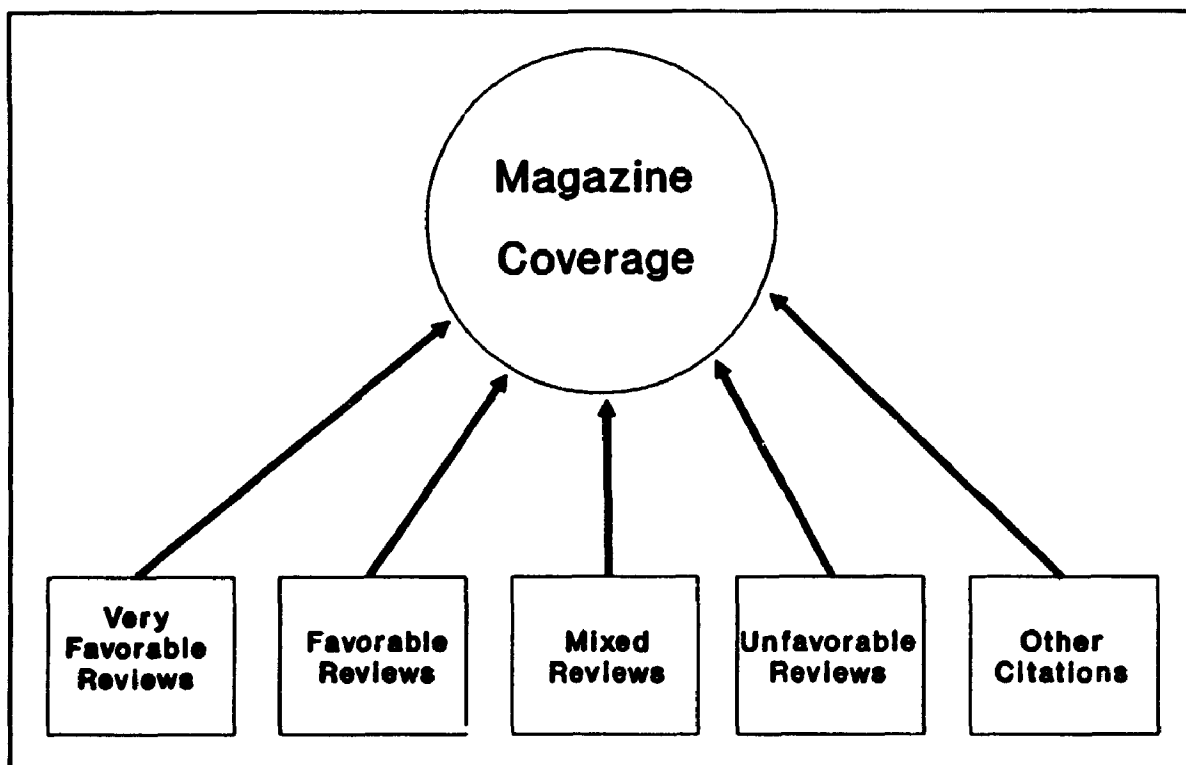 Magazine
Coverage
Very
Favorable
Reviews
Favorable
Reviews
Mixed
Reviews
Unfavorable
Reviews
Other
Citations